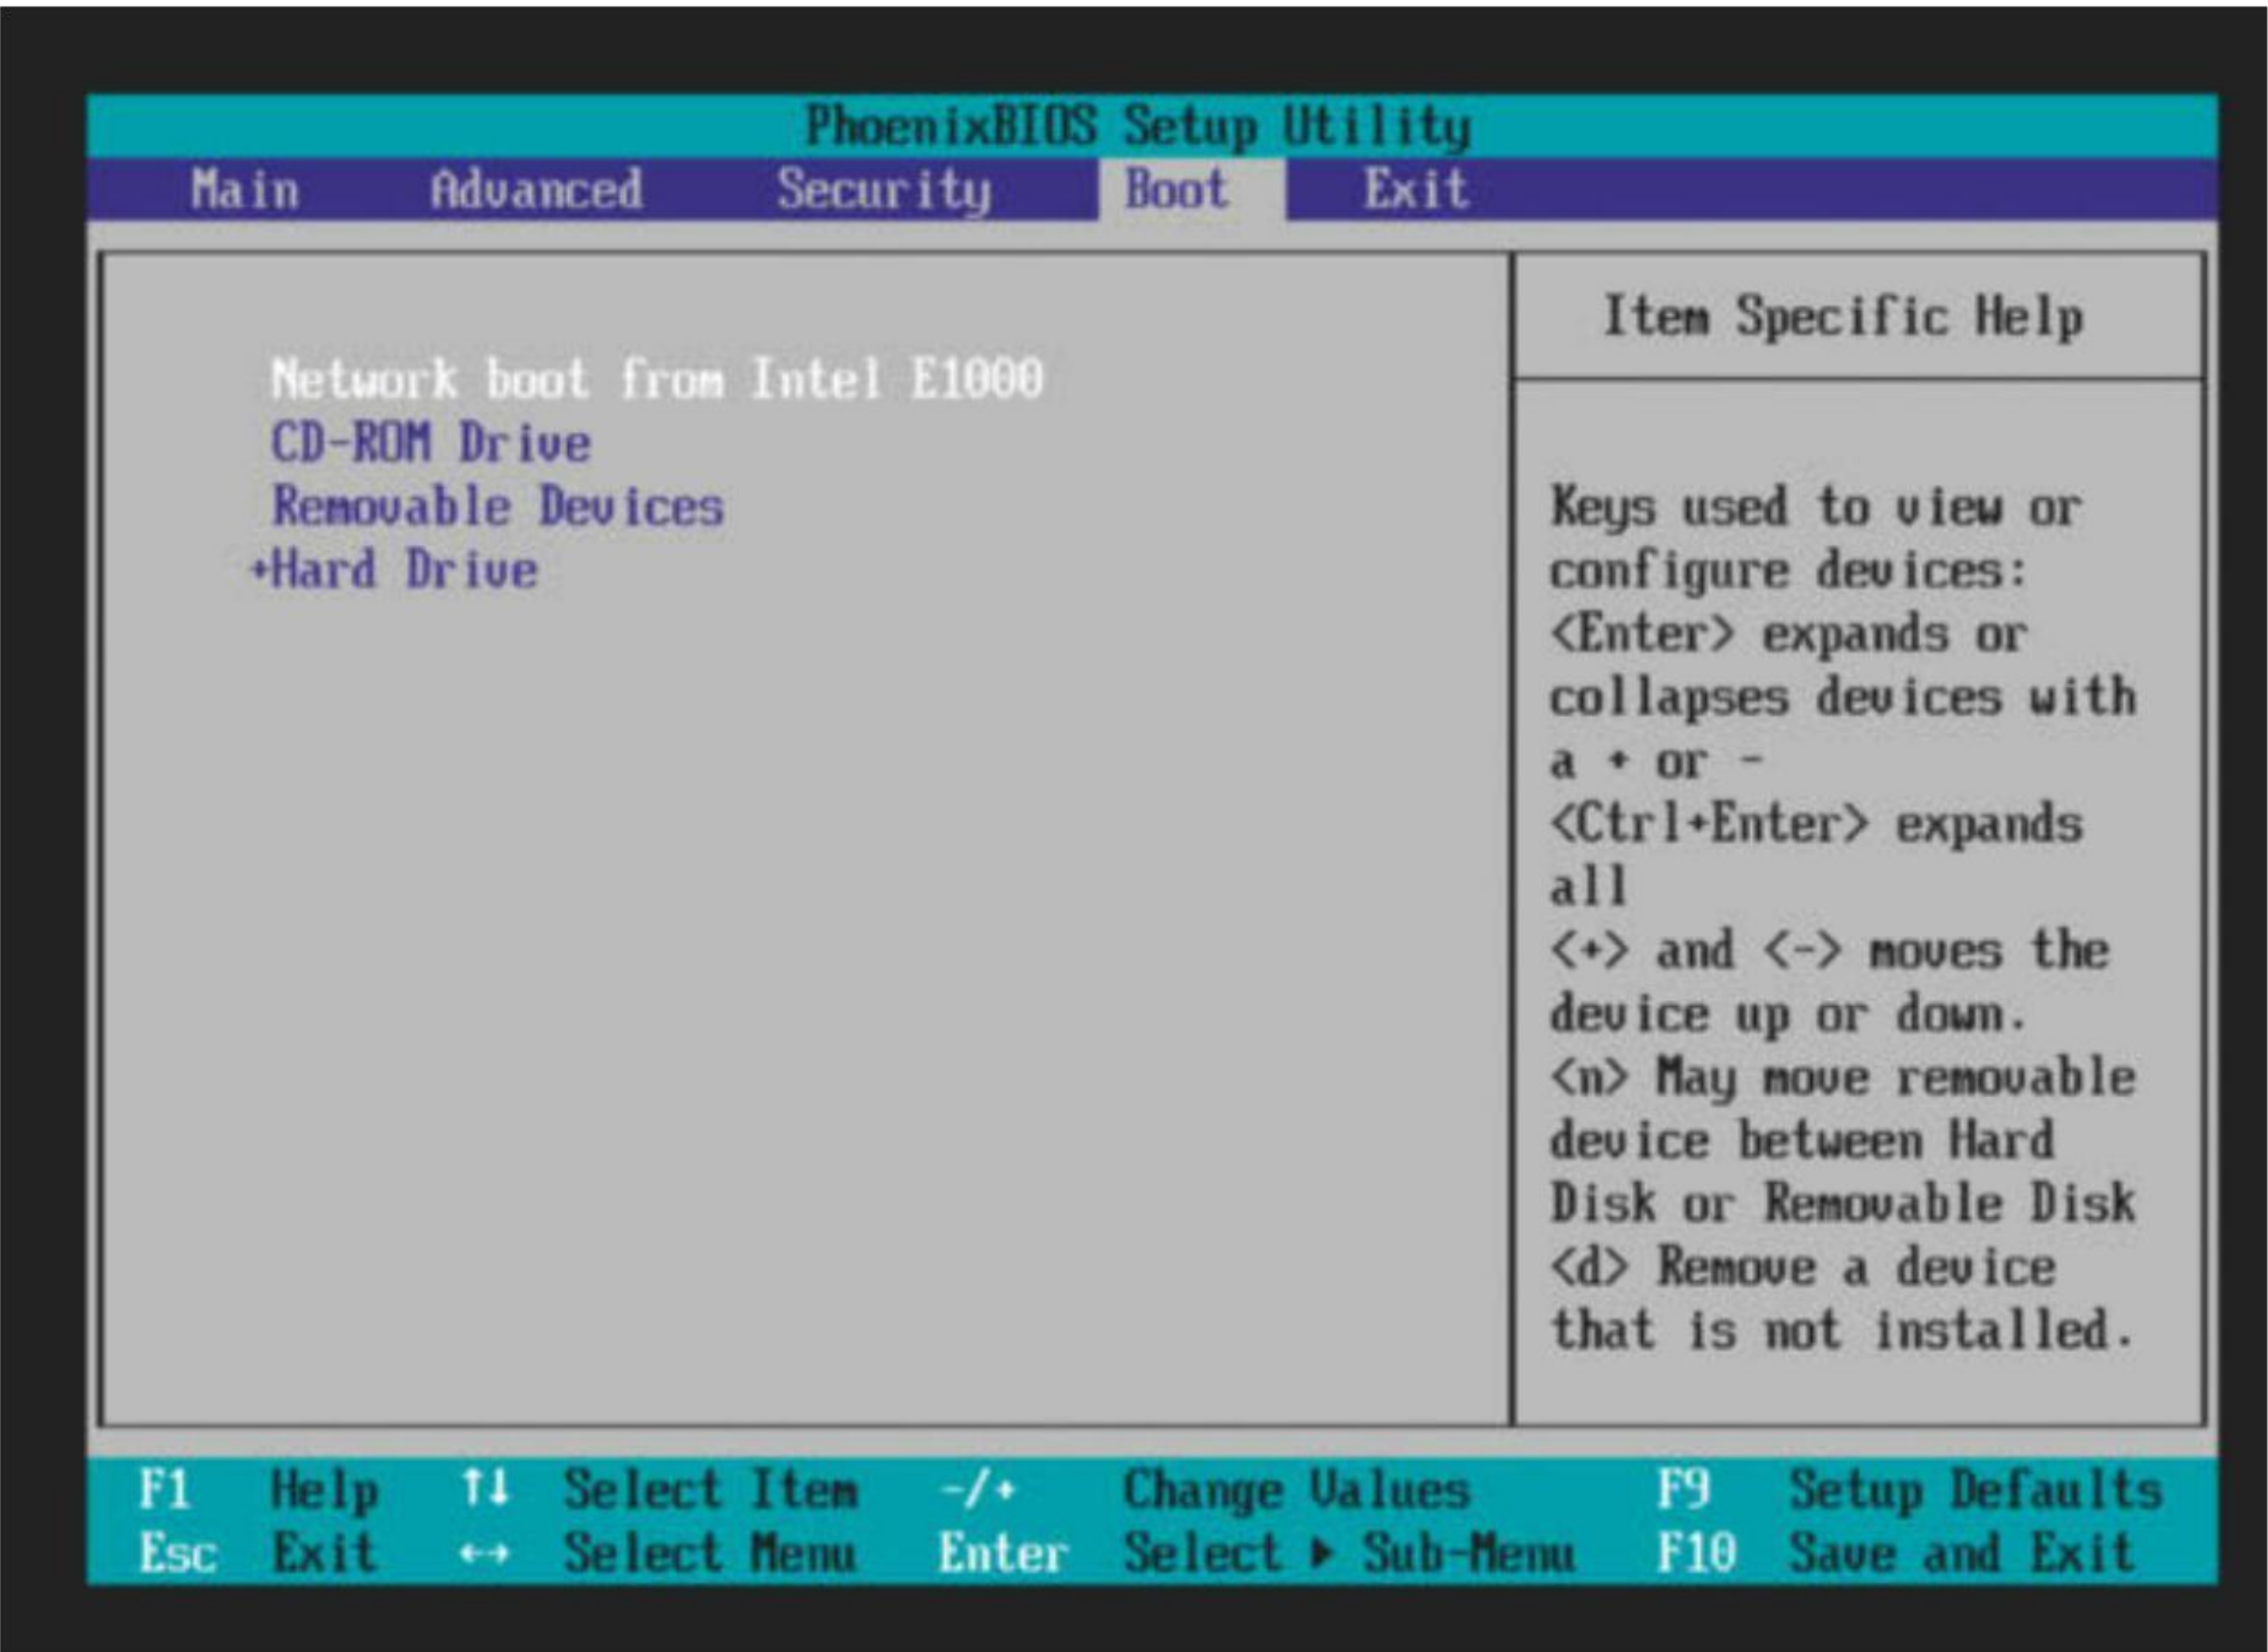 PhoenixBIOS Setup Utility
Main Advanced Security Boot Exit
Network boot from Intel E1000
CD-ROM Drive
Removable Devices
+Hard Drive
Item Specific Help
Keys used to view or
configure devices:
<Enter> expands or
collapses devices with
a + or -
<Ctrl+Enter> expands
all
<+> and <-> moves the
device up or down.
<n> May move removable
device between Hard
Disk or Removable Disk
<d> Remove a device
that is not installed.
F1 Help ↑↓ Select Item -/+ Change Values F9 Setup Defaults
Esc Exit ↔ Select Menu Enter Select ▶ Sub-Menu F10 Save and Exit